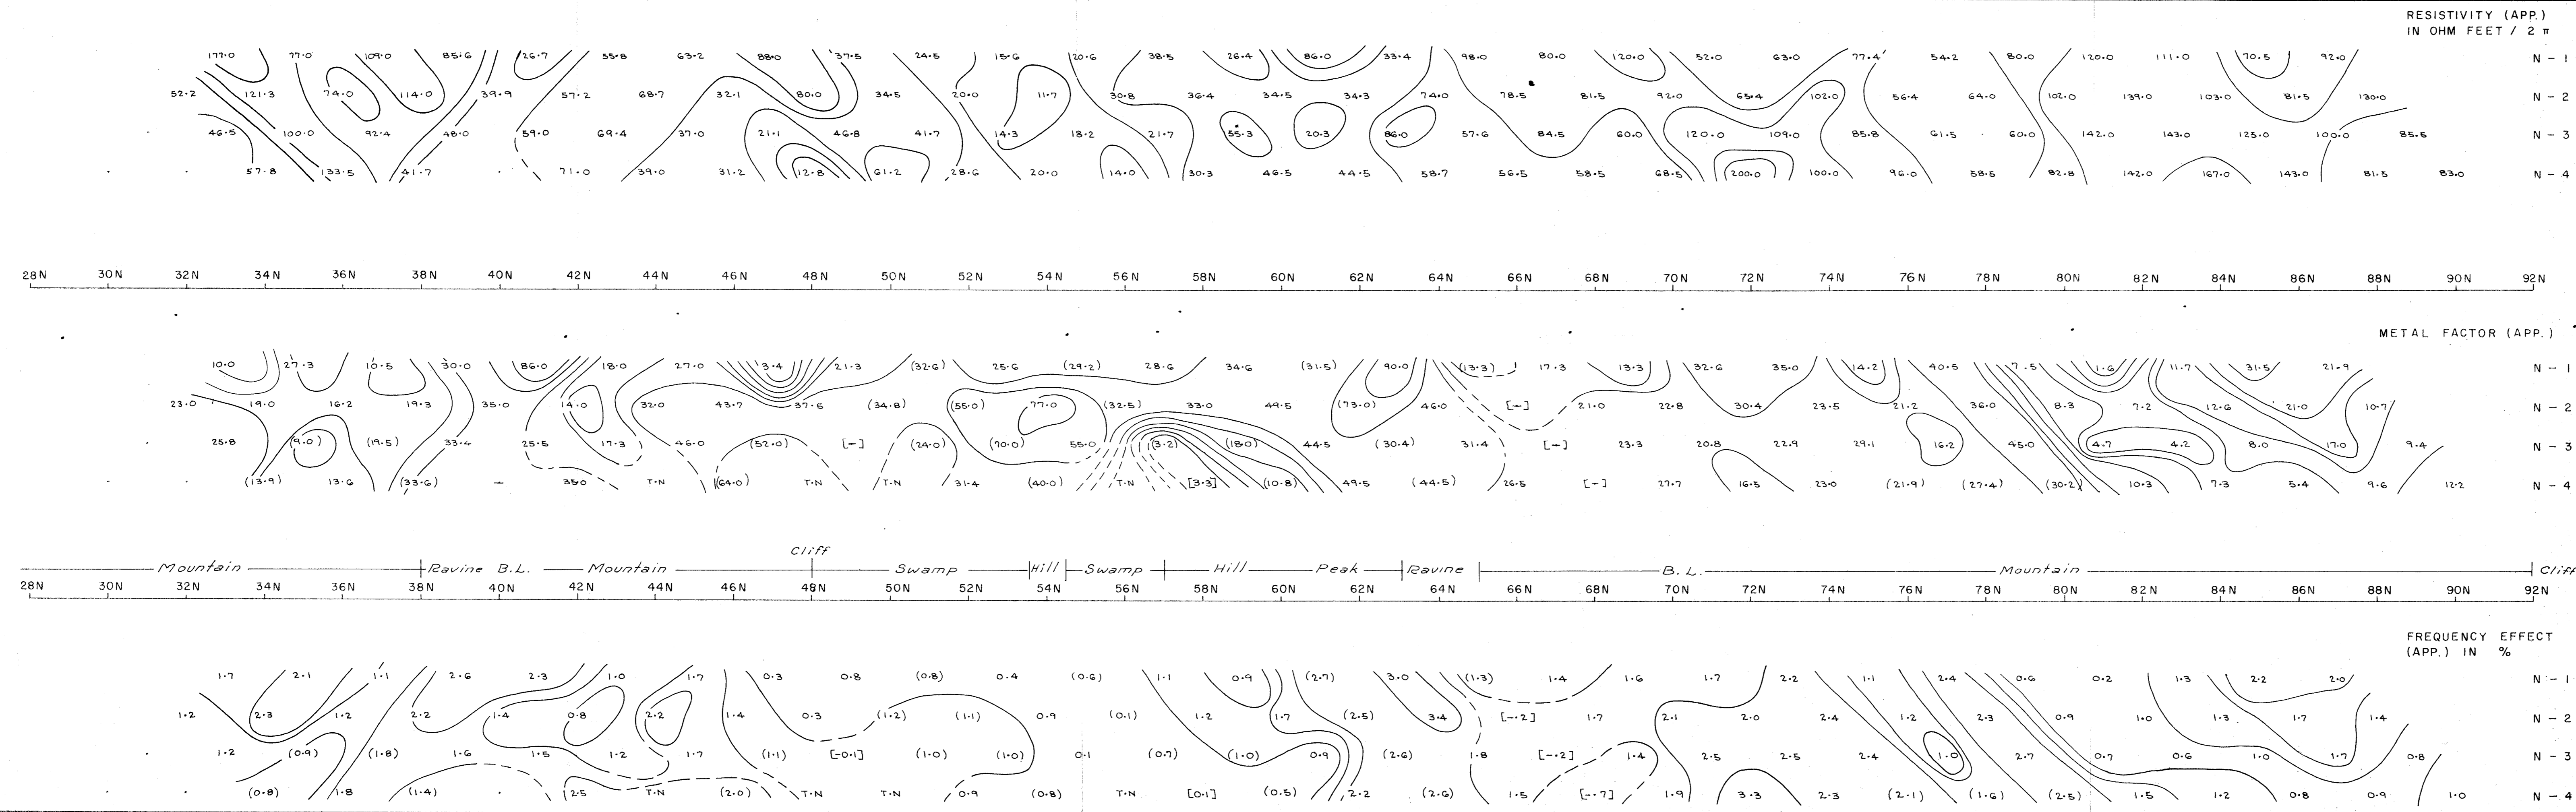 RESISTIVITY (APP.)
IN OHM FEET / 2 π
177.0 77.0 109.0 85.6 26.7 55.8 63.2 88.0 37.5 24.5 15.6 20.6 38.5 26.4 86.0 33.4 98.0 80.0 120.0 52.0 63.0 77.4 54.2 80.0 120.0 111.0 70.5 92.0 N - 1
52.2 121.3 74.0 114.0 39.9 57.2 68.7 32.1 80.0 34.5 20.0 11.7 30.8 36.4 34.5 34.3 74.0 78.5 81.5 92.0 65.4 102.0 56.4 64.0 102.0 139.0 103.0 81.5 130.0 N - 2
46.5 100.0 92.4 48.0 59.0 69.4 37.0 21.1 46.8 41.7 14.3 18.2 21.7 55.3 20.3 86.0 57.6 84.5 60.0 120.0 109.0 85.8 61.5 60.0 142.0 143.0 125.0 100.0 85.5 N - 3
57.8 133.5 41.7 71.0 39.0 31.2 12.8 61.2 28.6 20.0 14.0 30.3 46.5 44.5 58.7 56.5 58.5 68.5 200.0 100.0 96.0 58.5 82.8 142.0 167.0 143.0 81.5 83.0 N - 4
28N 30N 32N 34N 36N 38N 40N 42N 44N 46N 48N 50N 52N 54N 56N 58N 60N 62N 64N 66N 68N 70N 72N 74N 76N 78N 80N 82N 84N 86N 88N 90N 92N
METAL FACTOR (APP.)
10.0 27.3 10.5 30.0 86.0 18.0 27.0 3.4 21.3 (32.6) 25.6 (29.2) 28.6 34.6 (31.5) 90.0 (13.3) 17.3 13.3 32.6 35.0 14.2 40.5 7.5 1.6 11.7 31.5 21.9 N - 1
23.0 19.0 16.2 19.3 35.0 14.0 32.0 43.7 37.5 (34.8) (55.0) 77.0 (32.5) 33.0 49.5 (73.0) 46.0 [-] 21.0 22.8 30.4 23.5 21.2 36.0 8.3 7.2 12.6 21.0 10.7 N - 2
25.8 (9.0) (19.5) 33.4 25.5 17.3 46.0 (52.0) [-] (24.0) (70.0) 55.0 (3.2) (18.0) 44.5 (30.4) 31.4 [-] 23.3 20.8 22.9 29.1 16.2 45.0 4.7 4.2 8.0 17.0 9.4 N - 3
(13.9) 13.6 (33.6) - 35.0 T.N (64.0) T.N T.N 31.4 (40.0) T.N [3.3] (10.8) 49.5 (44.5) 26.5 [-] 27.7 16.5 23.0 (21.9) (27.4) (30.2) 10.3 7.3 5.4 9.6 12.2 N - 4
Cliff
Mountain Ravine B.L. Mountain Swamp Hill Swamp Hill Peak Ravine B.L. Mountain Cliff
28N 30N 32N 34N 36N 38N 40N 42N 44N 46N 48N 50N 52N 54N 56N 58N 60N 62N 64N 66N 68N 70N 72N 74N 76N 78N 80N 82N 84N 86N 88N 90N 92N
FREQUENCY EFFECT
(APP.) IN %
1.7 2.1 1.1 2.6 2.3 1.0 1.7 0.3 0.8 (0.8) 0.4 (0.6) 1.1 0.9 (2.7) 3.0 (1.3) 1.4 1.6 1.7 2.2 1.1 2.4 0.6 0.2 1.3 2.2 2.0 N - 1
1.2 2.3 1.2 2.2 1.4 0.8 2.2 1.4 0.3 (1.2) (1.1) 0.9 (0.1) 1.2 1.7 (2.5) 3.4 [-.2] 1.7 2.1 2.0 2.4 1.2 2.3 0.9 1.0 1.3 1.7 1.4 N - 2
1.2 (0.9) (1.8) 1.6 1.5 1.2 1.7 (1.1) [-0.1] (1.0) (1.0) 0.1 (0.7) (1.0) 0.9 (2.6) 1.8 [-.2] 1.4 2.5 2.5 2.4 1.0 2.7 0.7 0.6 1.0 1.7 0.8 N - 3
(0.8) 1.8 (1.4) 2.5 T.N (2.0) T.N T.N 0.9 (0.8) T.N [0.1] (0.5) 2.2 (2.6) 1.5 [-.7] 1.9 3.3 2.3 (2.1) (1.6) (2.5) 1.5 1.2 0.8 0.9 1.0 N - 4